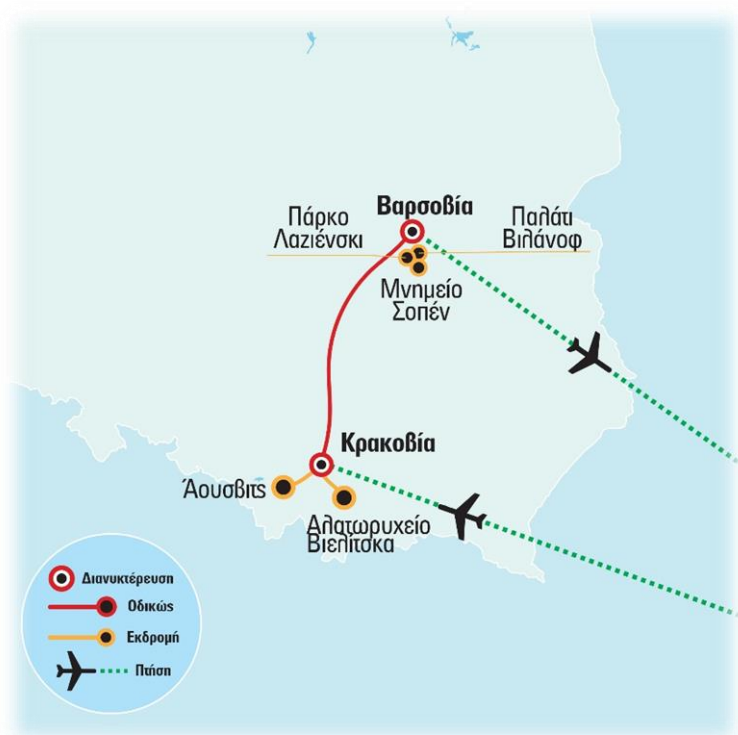 Βαρσοβία
Πάρκο
Λαζιένσκι
Παλάτι
Βιλάνοφ
Μνημείο
Σοπέν
Κρακοβία
Άουσβιτς
Αλατωρυχείο
Βιελίτσκα
Διανυκτέρευση
Οδικώς
Εκδρομή
Πτήση